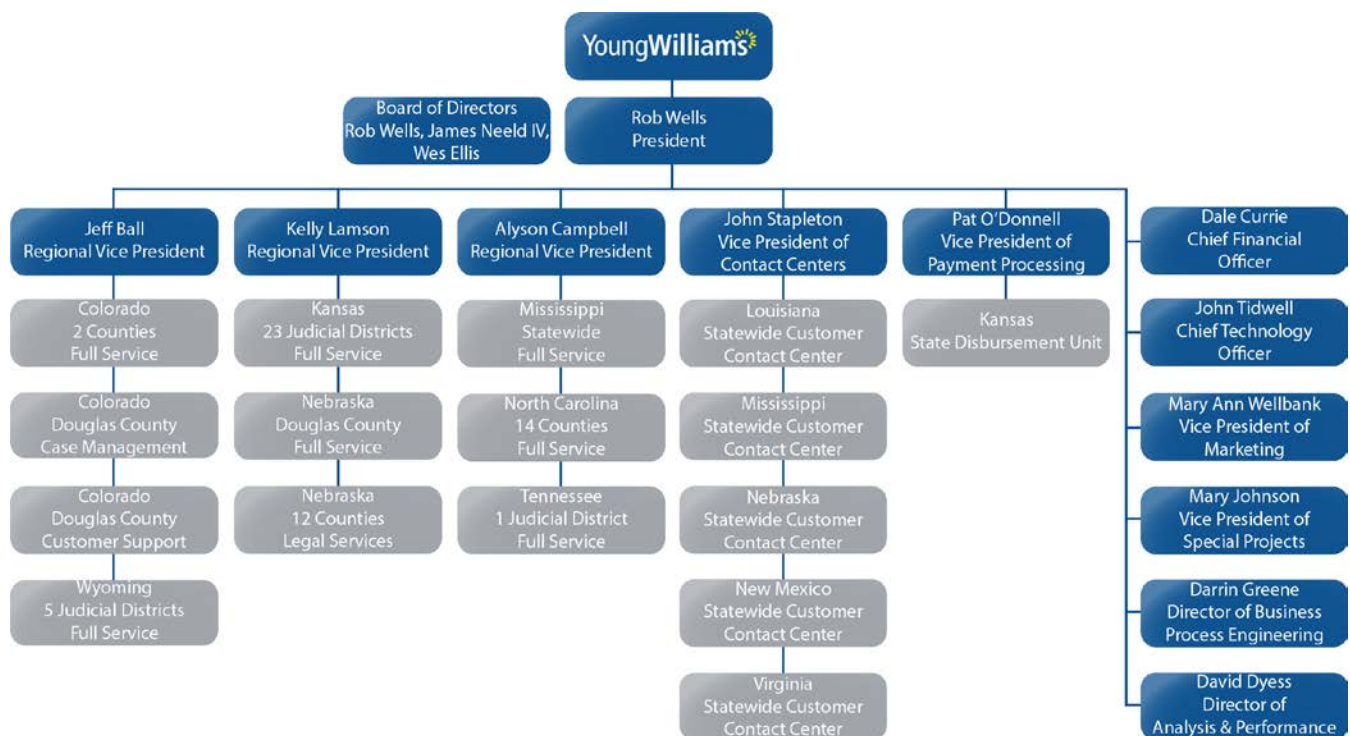 YoungWilliams
Board of Directors
Rob Wells, James Neeld IV,
Wes Ellis
Rob Wells
President
Jeff Ball
Regional Vice President
Colorado
2 Counties
Full Service
Colorado
Douglas County
Case Management
Colorado
Douglas County
Customer Support
Wyoming
5 Judicial Districts
Full Service
Kelly Lamson
Regional Vice President
Kansas
23 Judicial Districts
Full Service
Nebraska
Douglas County
Full Service
Nebraska
12 Counties
Legal Services
Alyson Campbell
Regional Vice President
Mississippi
Statewide
Full Service
North Carolina
14 Counties
Full Service
Tennessee
1 Judicial District
Full Service
John Stapleton
Vice President of
Contact Centers
Louisiana
Statewide Customer
Contact Center
Mississippi
Statewide Customer
Contact Center
Nebraska
Statewide Customer
Contact Center
New Mexico
Statewide Customer
Contact Center
Virginia
Statewide Customer
Contact Center
Pat O'Donnell
Vice President of
Payment Processing
Kansas
State Disbursement Unit
Dale Currie
Chief Financial
Officer
John Tidwell
Chief Technology
Officer
Mary Ann Wellbank
Vice President of
Marketing
Mary Johnson
Vice President of
Special Projects
Darrin Greene
Director of Business
Process Engineering
David Dyess
Director of
Analysis & Performance